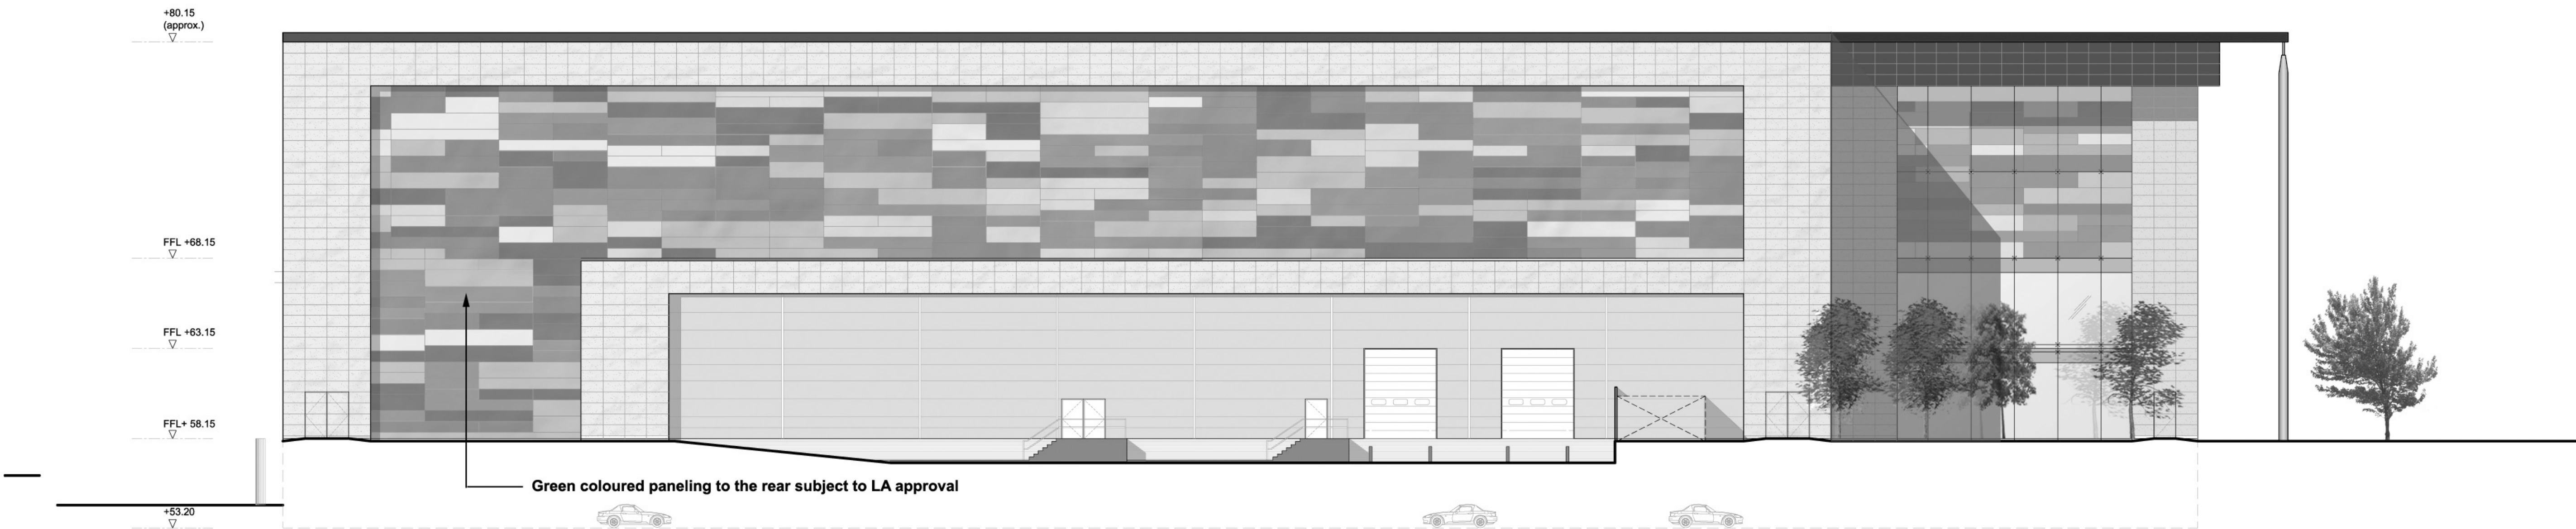 +80.15
(approx.)
FFL +68.15
FFL +63.15
FFL+ 58.15
Green coloured paneling to the rear subject to LA approval
+53.20